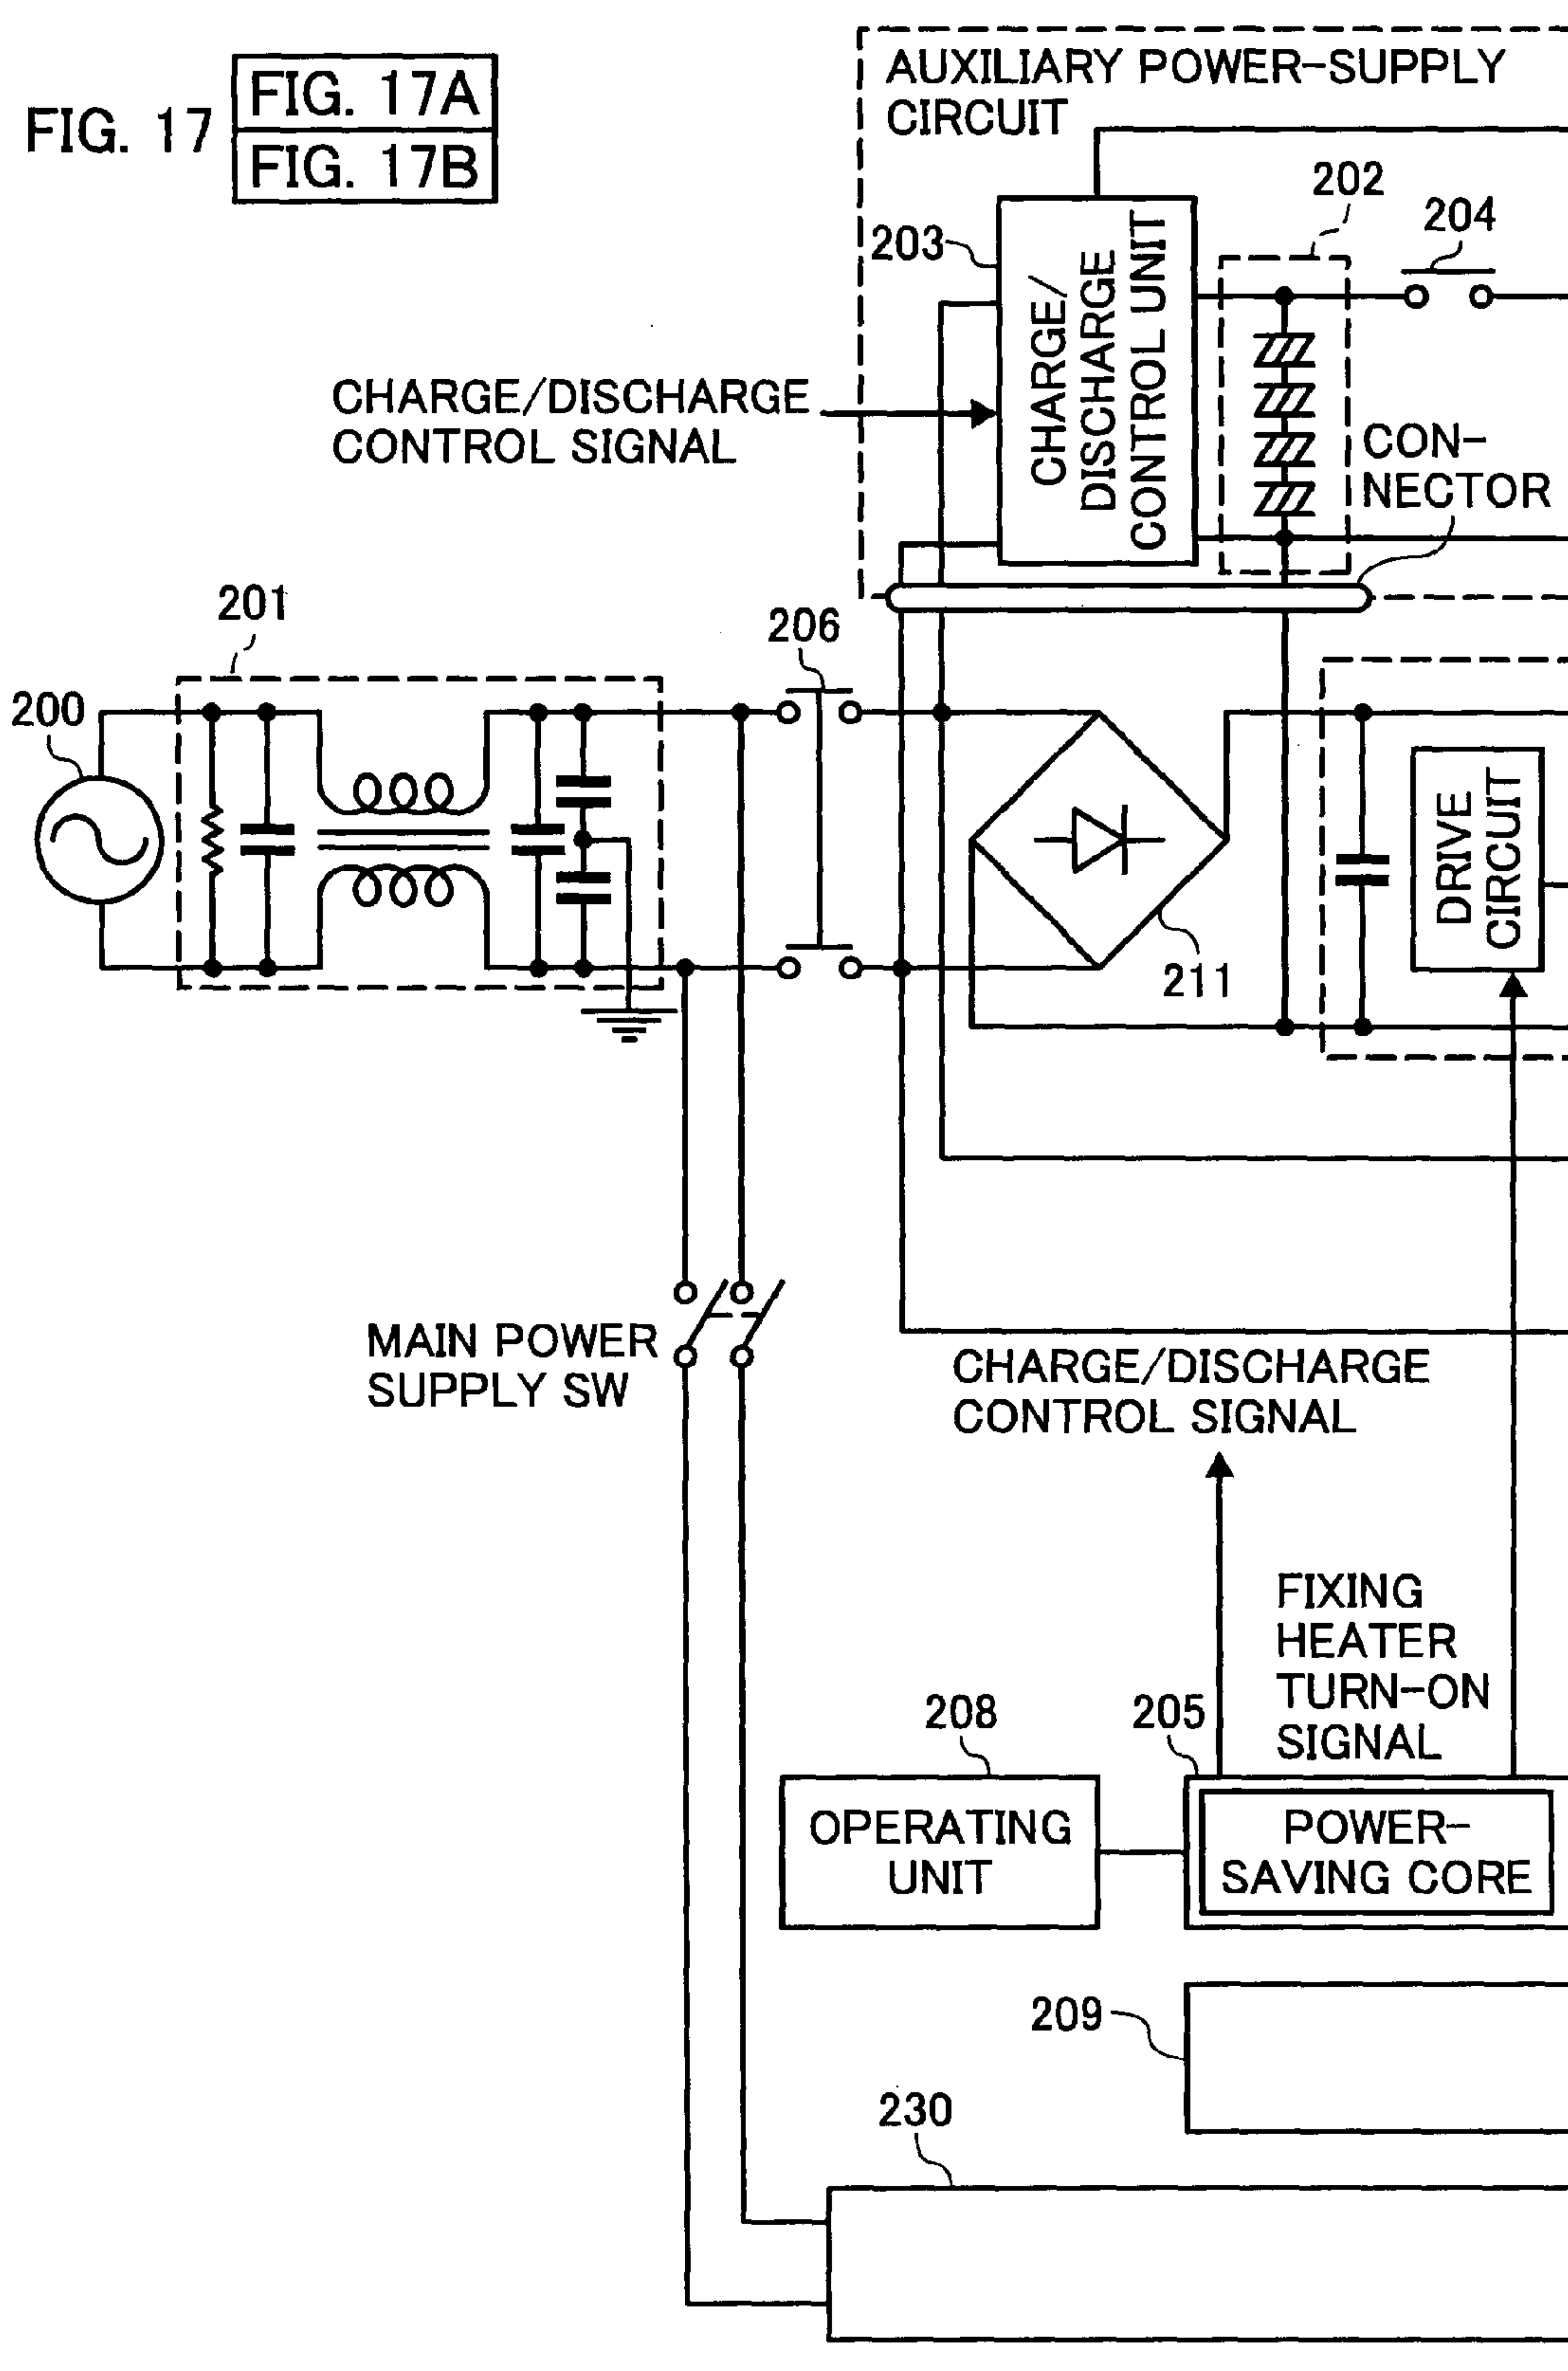 FIG. 17
FIG. 17A
FIG. 17B
AUXILIARY POWER-SUPPLY
CIRCUIT
202
204
203
CHARGE/
DISCHARGE
CONTROL UNIT
CHARGE/DISCHARGE
CONTROL SIGNAL
CON-
NECTOR
201
206
200
DRIVE
CIRCUIT
211
MAIN POWER
SUPPLY SW
CHARGE/DISCHARGE
CONTROL SIGNAL
FIXING
HEATER
TURN-ON
SIGNAL
208
205
OPERATING
UNIT
POWER-
SAVING CORE
209
230